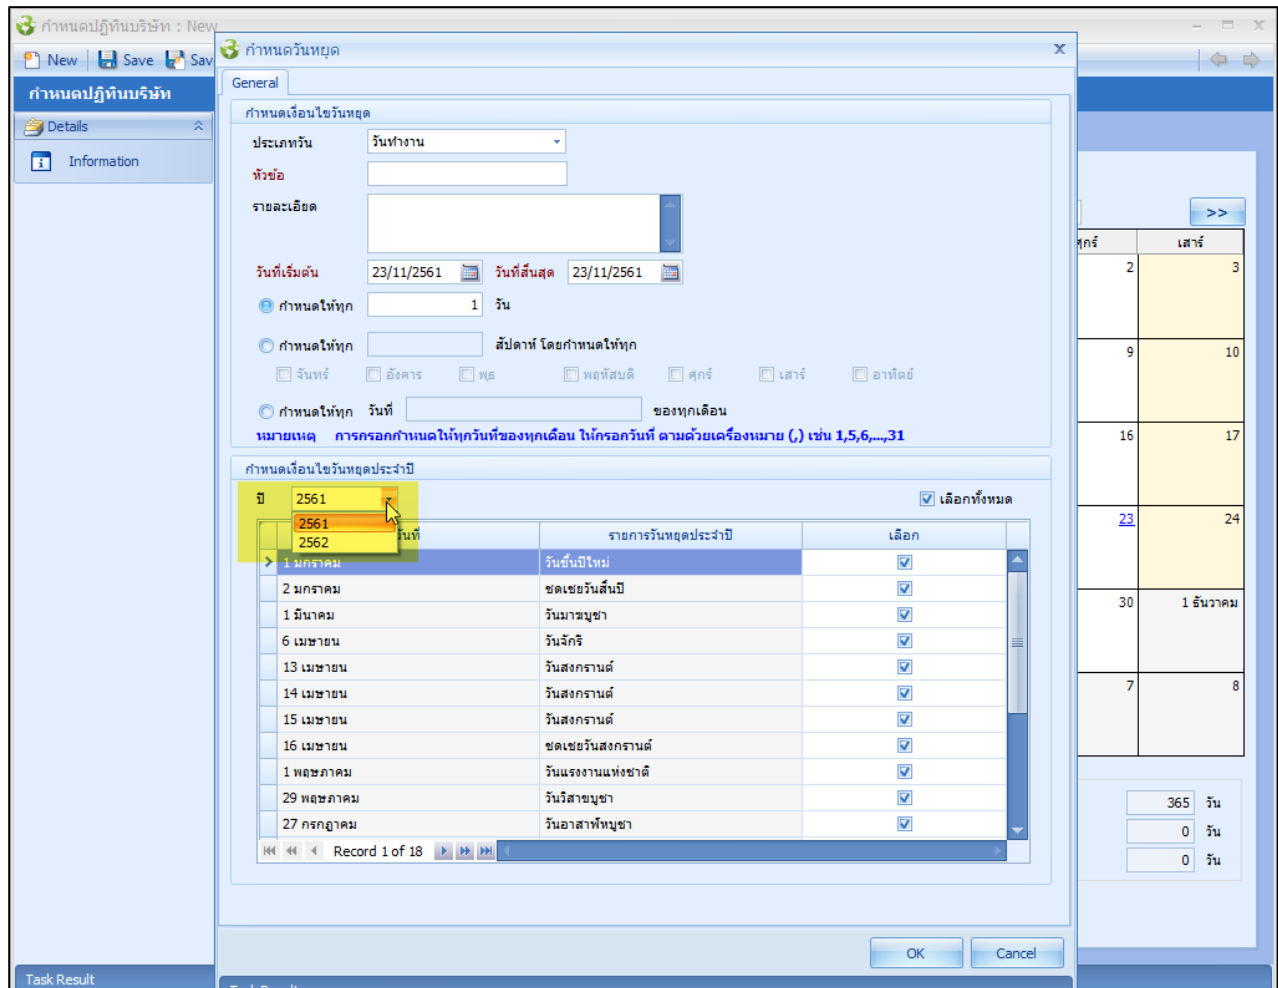 กำหนดปฏิทินบริษัท : New
New Save Sav
กำหนดปฏิทินบริษัท
Details
Information
กำหนดวันหยุด
General
กำหนดเงื่อนไขวันหยุด
ประเภทวัน วันทำงาน
หัวข้อ
รายละเอียด
วันที่เริ่มต้น 23/11/2561 วันที่สิ้นสุด 23/11/2561
กำหนดให้ทุก 1 วัน
กำหนดให้ทุก สัปดาห์ โดยกำหนดให้ทุก
จันทร์ อังคาร พุธ พฤหัสบดี ศุกร์ เสาร์ อาทิตย์
กำหนดให้ทุก วันที่ ของทุกเดือน
หมายเหตุ การกรอกกำหนดให้ทุกวันที่ของทุกเดือน ให้กรอกวันที่ ตามด้วยเครื่องหมาย (,) เช่น 1,5,6,...,31
กำหนดเงื่อนไขวันหยุดประจำปี
ปี 2561 เลือกทั้งหมด
2561
2562
วันที่ รายการวันหยุดประจำปี เลือก
1 มกราคม วันขึ้นปีใหม่
2 มกราคม ชดเชยวันสิ้นปี
1 มีนาคม วันมาฆบูชา
6 เมษายน วันจักรี
13 เมษายน วันสงกรานต์
14 เมษายน วันสงกรานต์
15 เมษายน วันสงกรานต์
16 เมษายน ชดเชยวันสงกรานต์
1 พฤษภาคม วันแรงงานแห่งชาติ
29 พฤษภาคม วันวิสาขบูชา
27 กรกฎาคม วันอาสาฬหบูชา
Record 1 of 18
OK Cancel
>>
ศุกร์ เสาร์
2 3
9 10
16 17
23 24
30 1 ธันวาคม
7 8
365 วัน
0 วัน
0 วัน
Task Result